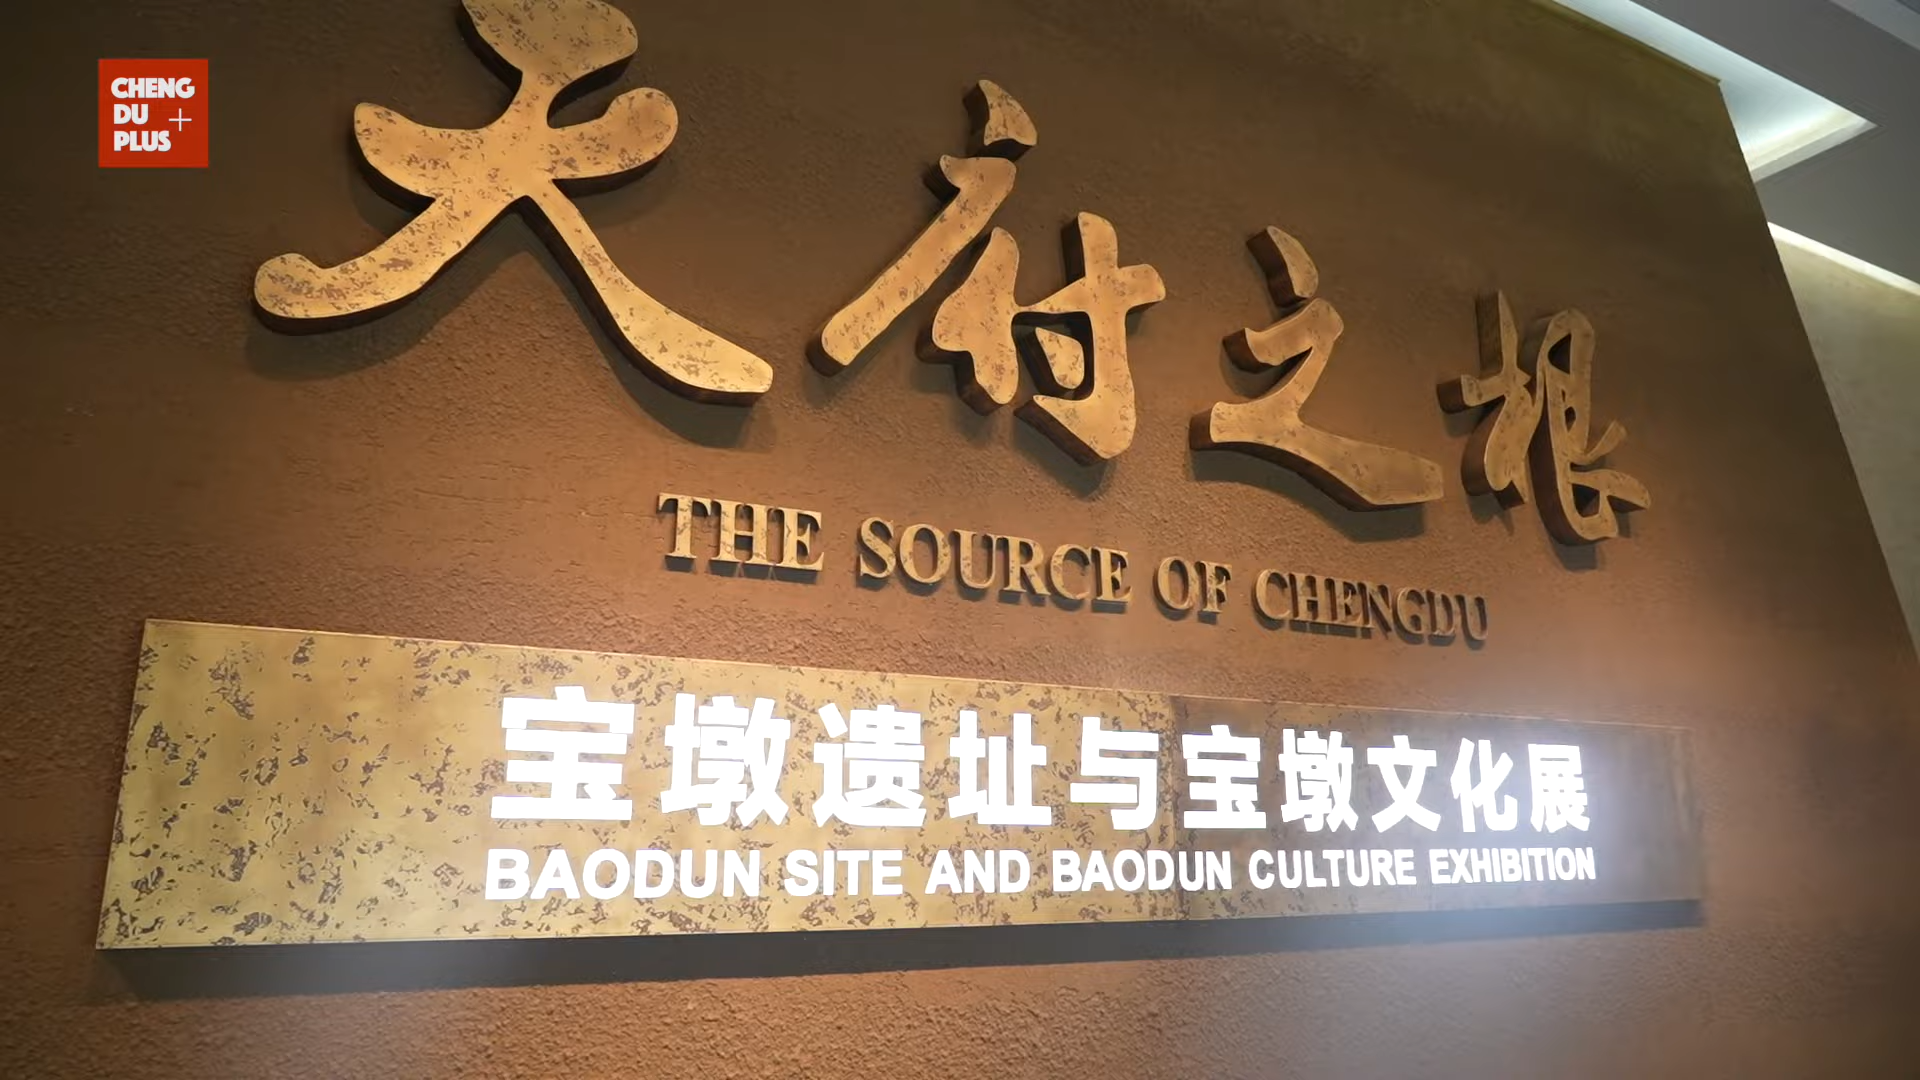 CHENG
DU
PLUS+
天府之根
THE SOURCE OF CHENGDU
宝墩遗址与宝墩文化展
BAODUN SITE AND BAODUN CULTURE EXHIBITION